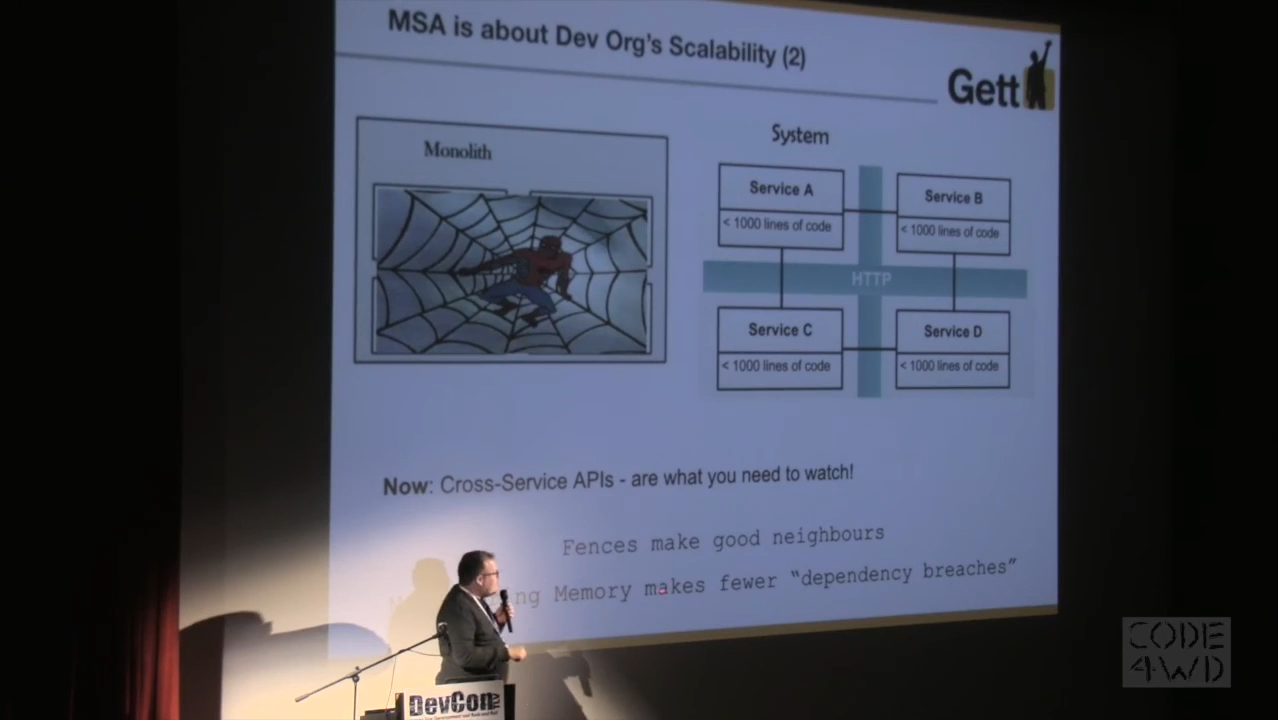 MSA is about Dev Org's Scalability (2)
Gett
Monolith
System
Service A
< 1000 lines of code
Service B
< 1000 lines of code
HTTP
Service C
< 1000 lines of code
Service D
< 1000 lines of code
Now: Cross-Service APIs - are what you need to watch!
Fences make good neighbours
Memory makes fewer “dependency breaches”
DevCon
CODE
4WD